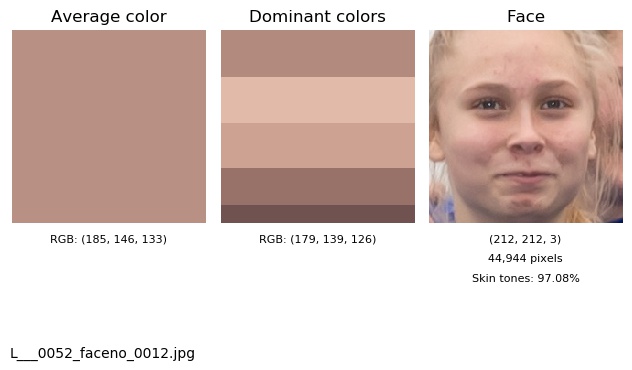 Average color
Dominant colors
Face
RGB: (185, 146, 133)
RGB: (179, 139, 126)
(212, 212, 3)
44,944 pixels
Skin tones: 97.08%
L___0052_faceno_0012.jpg